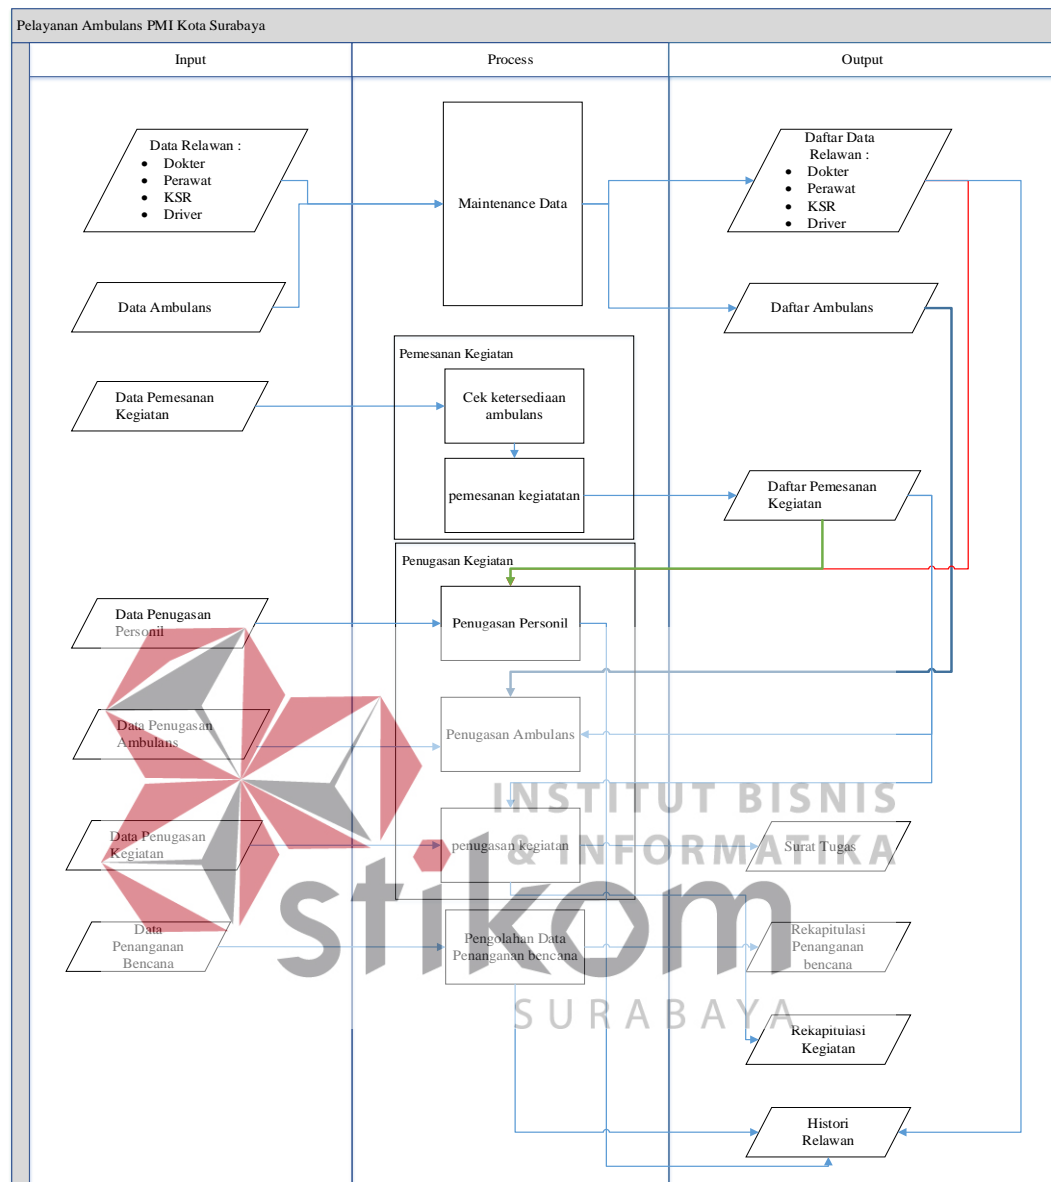 Pelayanan Ambulans PMI Kota Surabaya
Input
Process
Output
Data Relawan :
• Dokter
• Perawat
• KSR
• Driver
Maintenance Data
Daftar Data
Relawan :
• Dokter
• Perawat
• KSR
• Driver
Data Ambulans
Daftar Ambulans
Pemesanan Kegiatan
Data Pemesanan
Kegiatan
Cek ketersediaan
ambulans
pemesanan kegiatatan
Daftar Pemesanan
Kegiatan
Penugasan Kegiatan
Data Penugasan
Personil
Penugasan Personil
Data Penugasan
Ambulans
Penugasan Ambulans
Data Penugasan
Kegiatan
penugasan kegiatan
Surat Tugas
Data
Penanganan
Bencana
Pengolahan Data
Penanganan bencana
Rekapitulasi
Penanganan
bencana
Rekapitulasi
Kegiatan
Histori
Relawan
INSTITUT BISNIS
& INFORMATIKA
stikom
SURABAYA